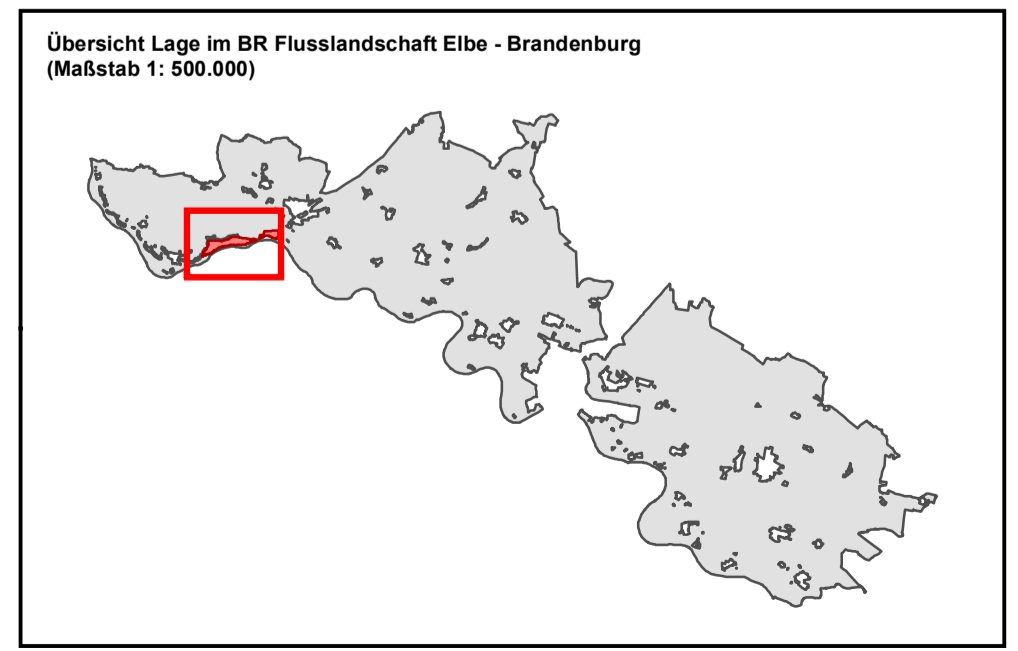 Übersicht Lage im BR Flusslandschaft Elbe - Brandenburg
(Maßstab 1: 500.000)